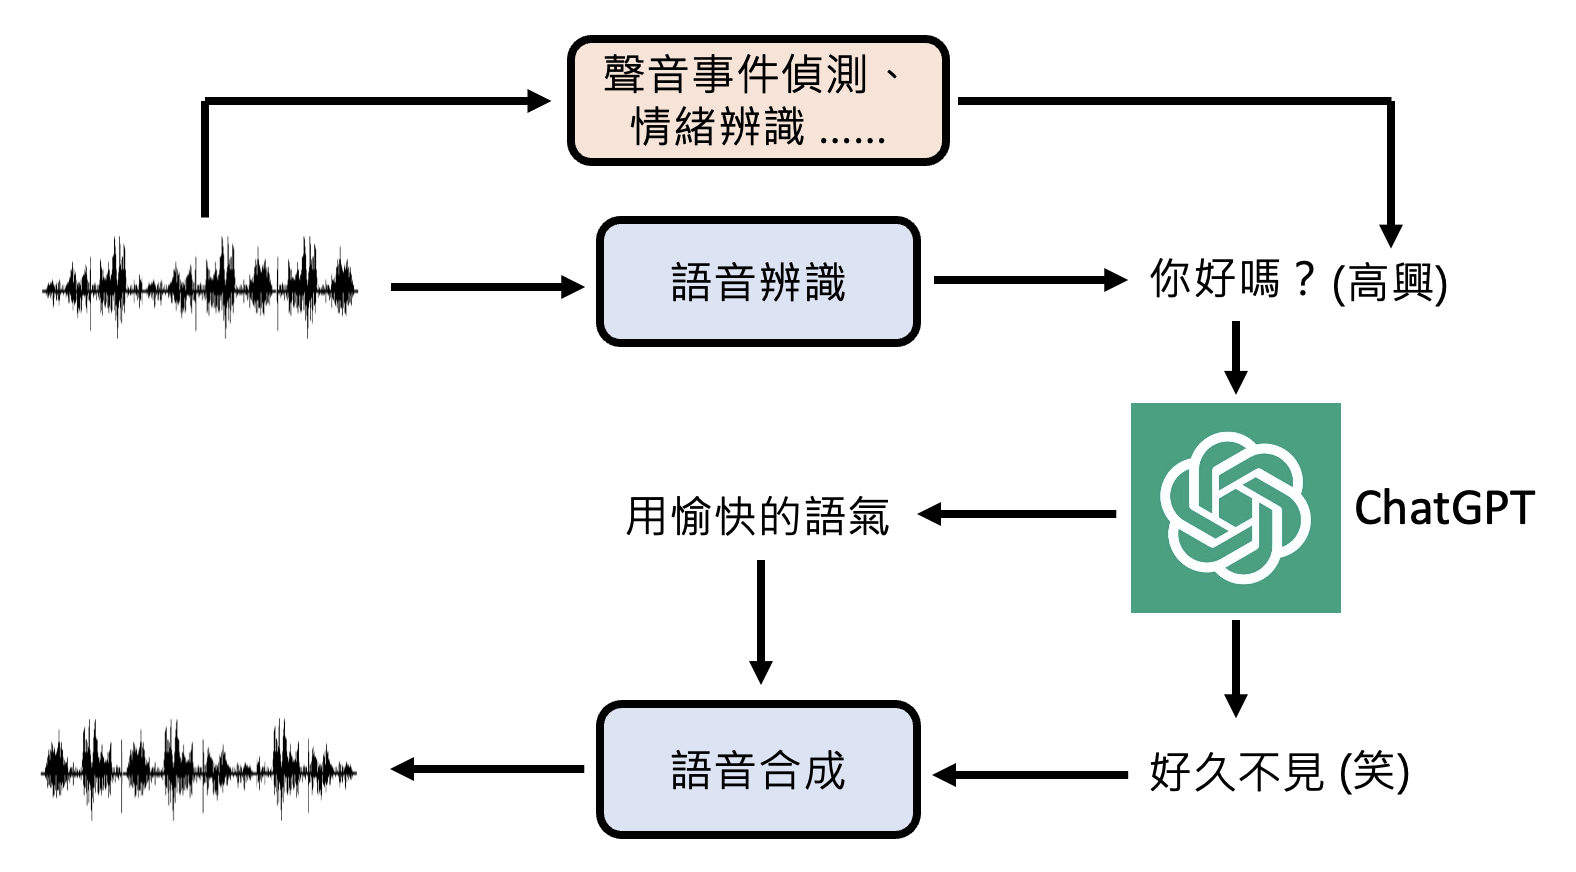 聲音事件偵測、
情緒辨識 ......
語音辨識
你好嗎？(高興)
ChatGPT
用愉快的語氣
語音合成
好久不見 (笑)